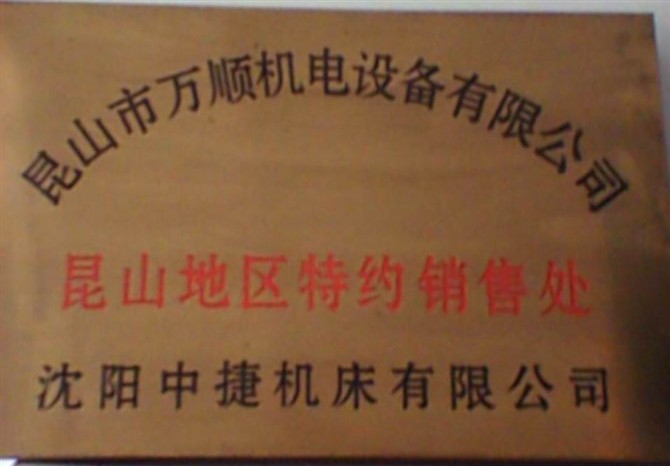 昆山市万顺机电设备有限公司
昆山地区特约销售处
沈阳中捷机床有限公司